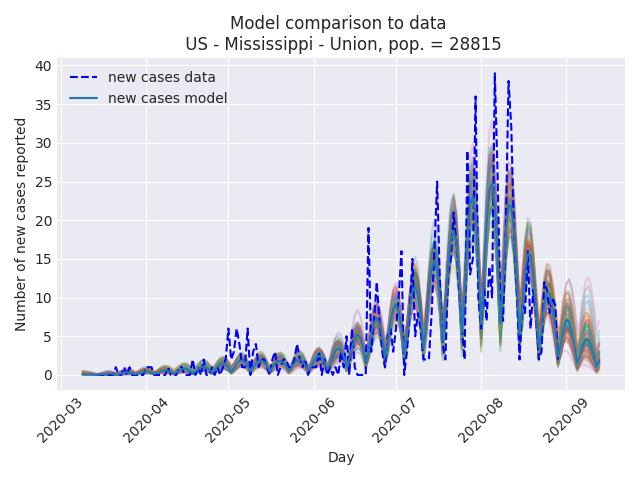 Model comparison to data
US - Mississippi - Union, pop. = 28815
new cases data
new cases model
Number of new cases reported
40
35
30
25
20
15
10
5
0
2020-03
2020-04
2020-05
2020-06
2020-07
2020-08
2020-09
Day